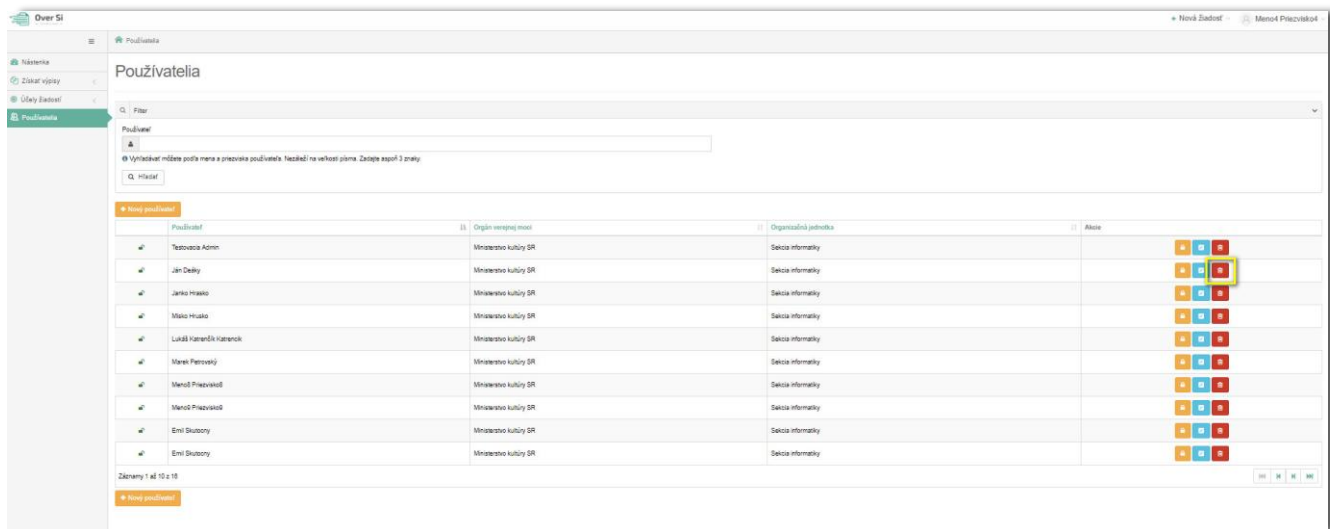 Over Si
Nová žiadosť
Meno4 Priezvisko4
Používatelia
Nástenka
Získať výpisy
Účely žiadostí
Používatelia
Používatelia
Filter
Používateľ
Vyhľadávať môžete podľa mena a priezviska používateľa. Nezáleží na veľkosti písma. Zadajte aspoň 3 znaky.
Hľadať
Nový používateľ
Používateľ Orgán verejnej moci Organizačná jednotka Akcie
Testovacia Admin Ministerstvo kultúry SR Sekcia informatiky
Ján Ministerstvo kultúry SR Sekcia informatiky
Janko Hrasko Ministerstvo kultúry SR Sekcia informatiky
Misko Hrusko Ministerstvo kultúry SR Sekcia informatiky
Lukáš Katrenčík Katrencik Ministerstvo kultúry SR Sekcia informatiky
Marek Petrovský Ministerstvo kultúry SR Sekcia informatiky
Meno8 Priezvisko8 Ministerstvo kultúry SR Sekcia informatiky
Meno9 Priezvisko9 Ministerstvo kultúry SR Sekcia informatiky
Emil Skutocny Ministerstvo kultúry SR Sekcia informatiky
Emil Skutocny Ministerstvo kultúry SR Sekcia informatiky
Záznamy 1 až 10 z 16
Nový používateľ